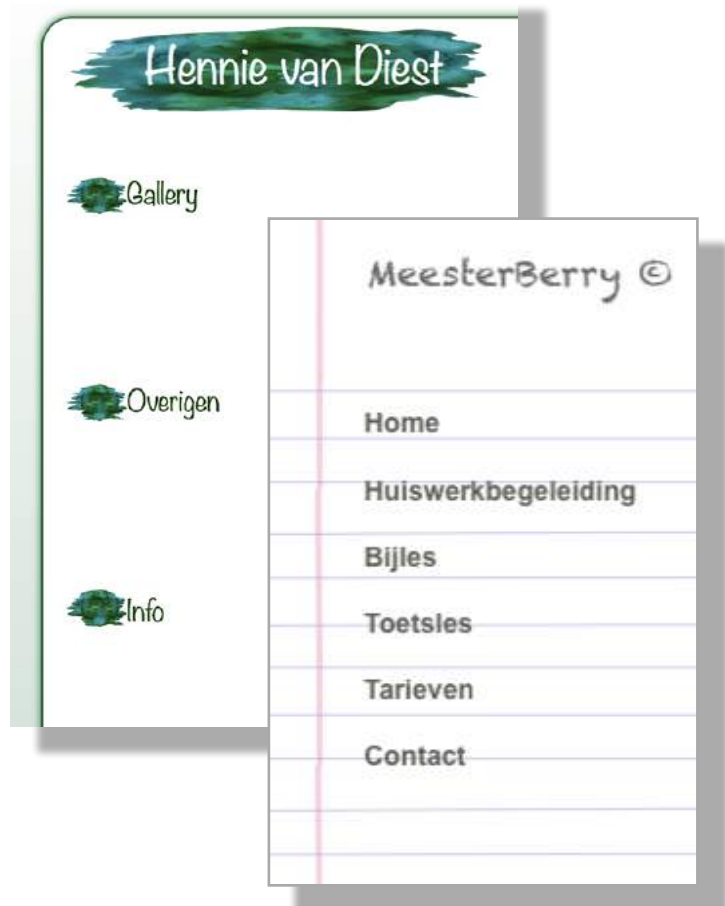 Hennie van Diest
Gallery
Overigen
Info
MeesterBerry ©
Home
Huiswerkbegeleiding
Bijles
Toetsles
Tarieven
Contact